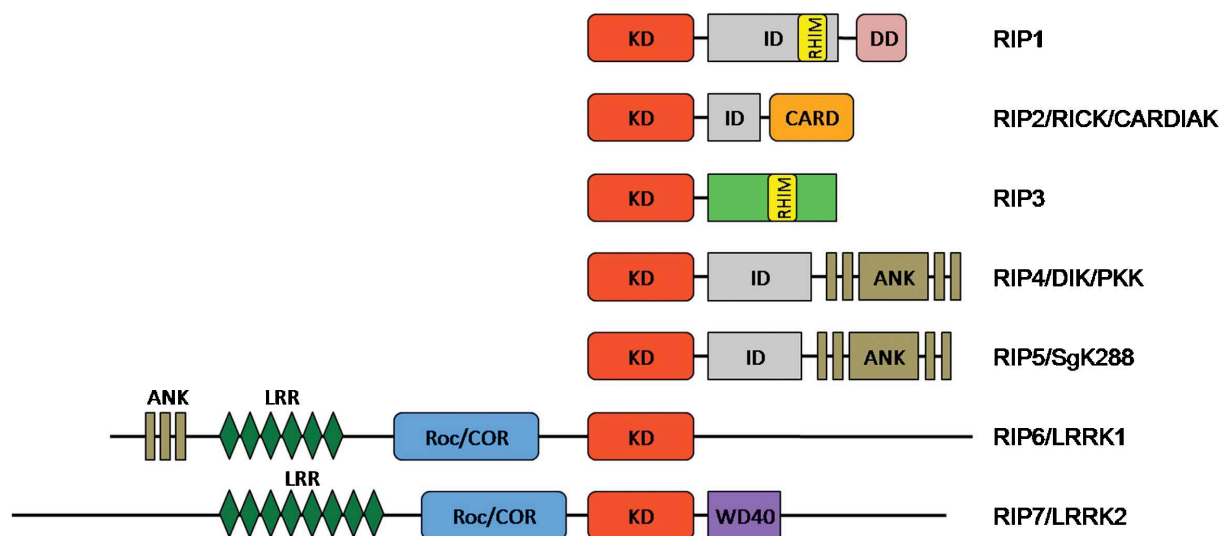 KD ID RHIM DD RIP1
KD ID CARD RIP2/RICK/CARDIAK
KD RHIM RIP3
KD ID ANK RIP4/DIK/PKK
KD ID ANK RIP5/SgK288
ANK LRR
Roc/COR KD RIP6/LRRK1
LRR
Roc/COR KD WD40 RIP7/LRRK2